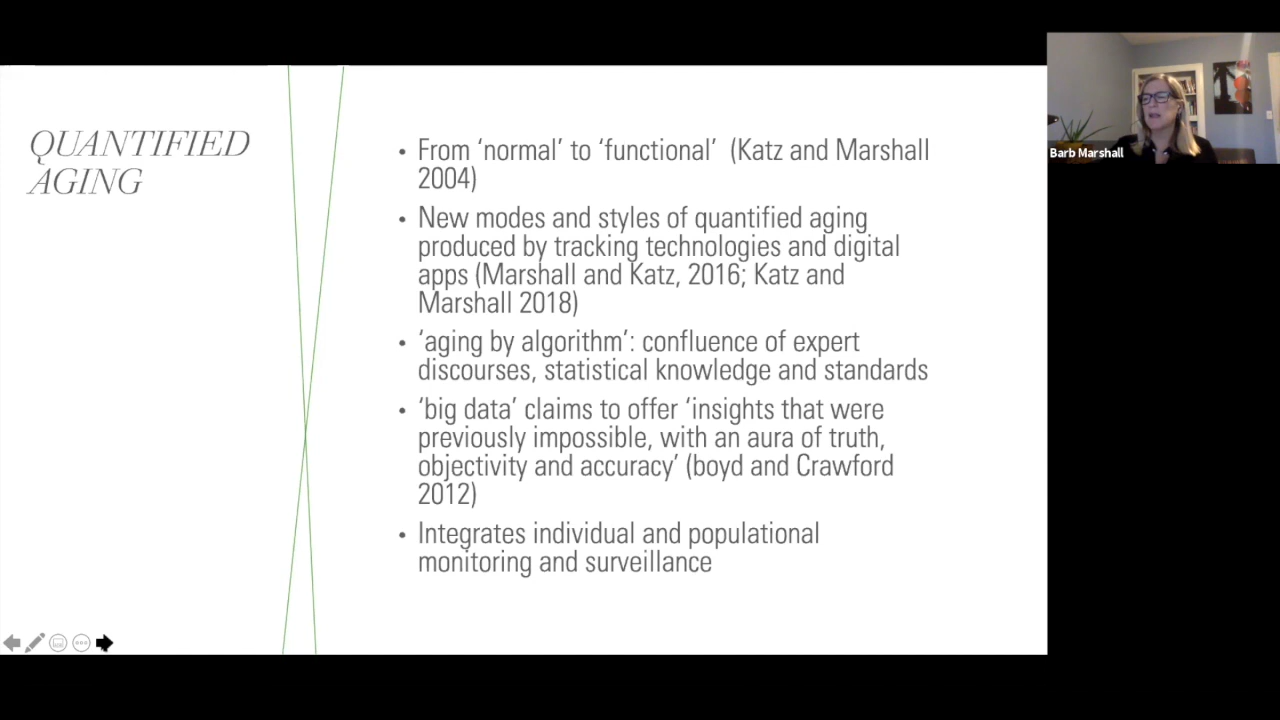 QUANTIFIED
AGING
• From ‘normal’ to ‘functional’ (Katz and Marshall
2004)
• New modes and styles of quantified aging
produced by tracking technologies and digital
apps (Marshall and Katz, 2016; Katz and
Marshall 2018)
• ‘aging by algorithm’: confluence of expert
discourses, statistical knowledge and standards
• ‘big data’ claims to offer ‘insights that were
previously impossible, with an aura of truth,
objectivity and accuracy’ (boyd and Crawford
2012)
• Integrates individual and populational
monitoring and surveillance
Barb Marshall